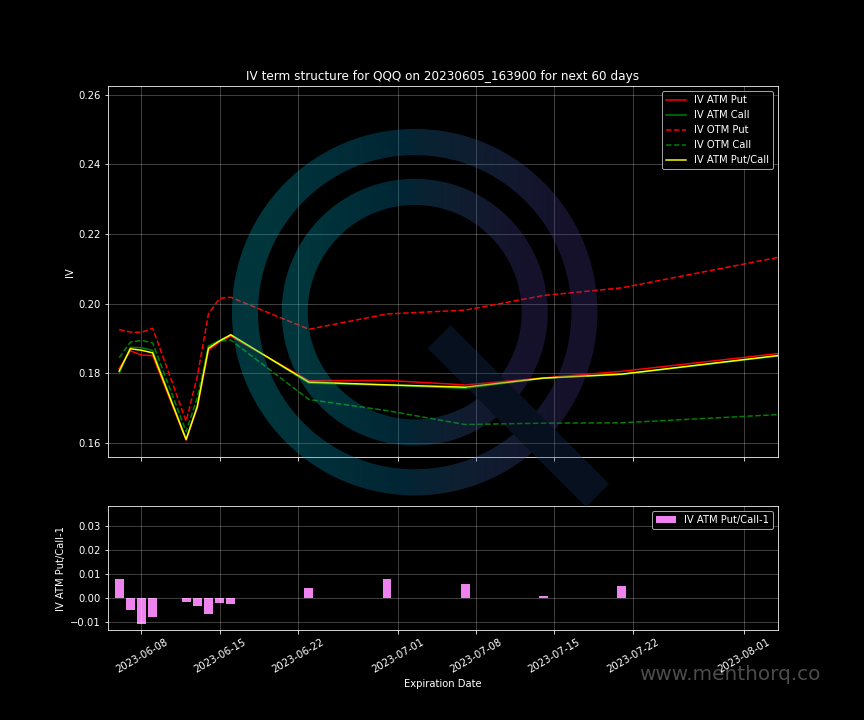 IV term structure for QQQ on 20230605_163900 for next 60 days
0.26
0.24
0.22
0.20
0.18
0.16
IV
IV ATM Put
IV ATM Call
IV OTM Put
IV OTM Call
IV ATM Put/Call
0.03
0.02
0.01
0.00
−0.01
IV ATM Put/Call-1
IV ATM Put/Call-1
2023-06-08
2023-06-15
2023-06-22
2023-07-01
2023-07-08
2023-07-15
2023-07-22
2023-08-01
Expiration Date
www.menthorq.co